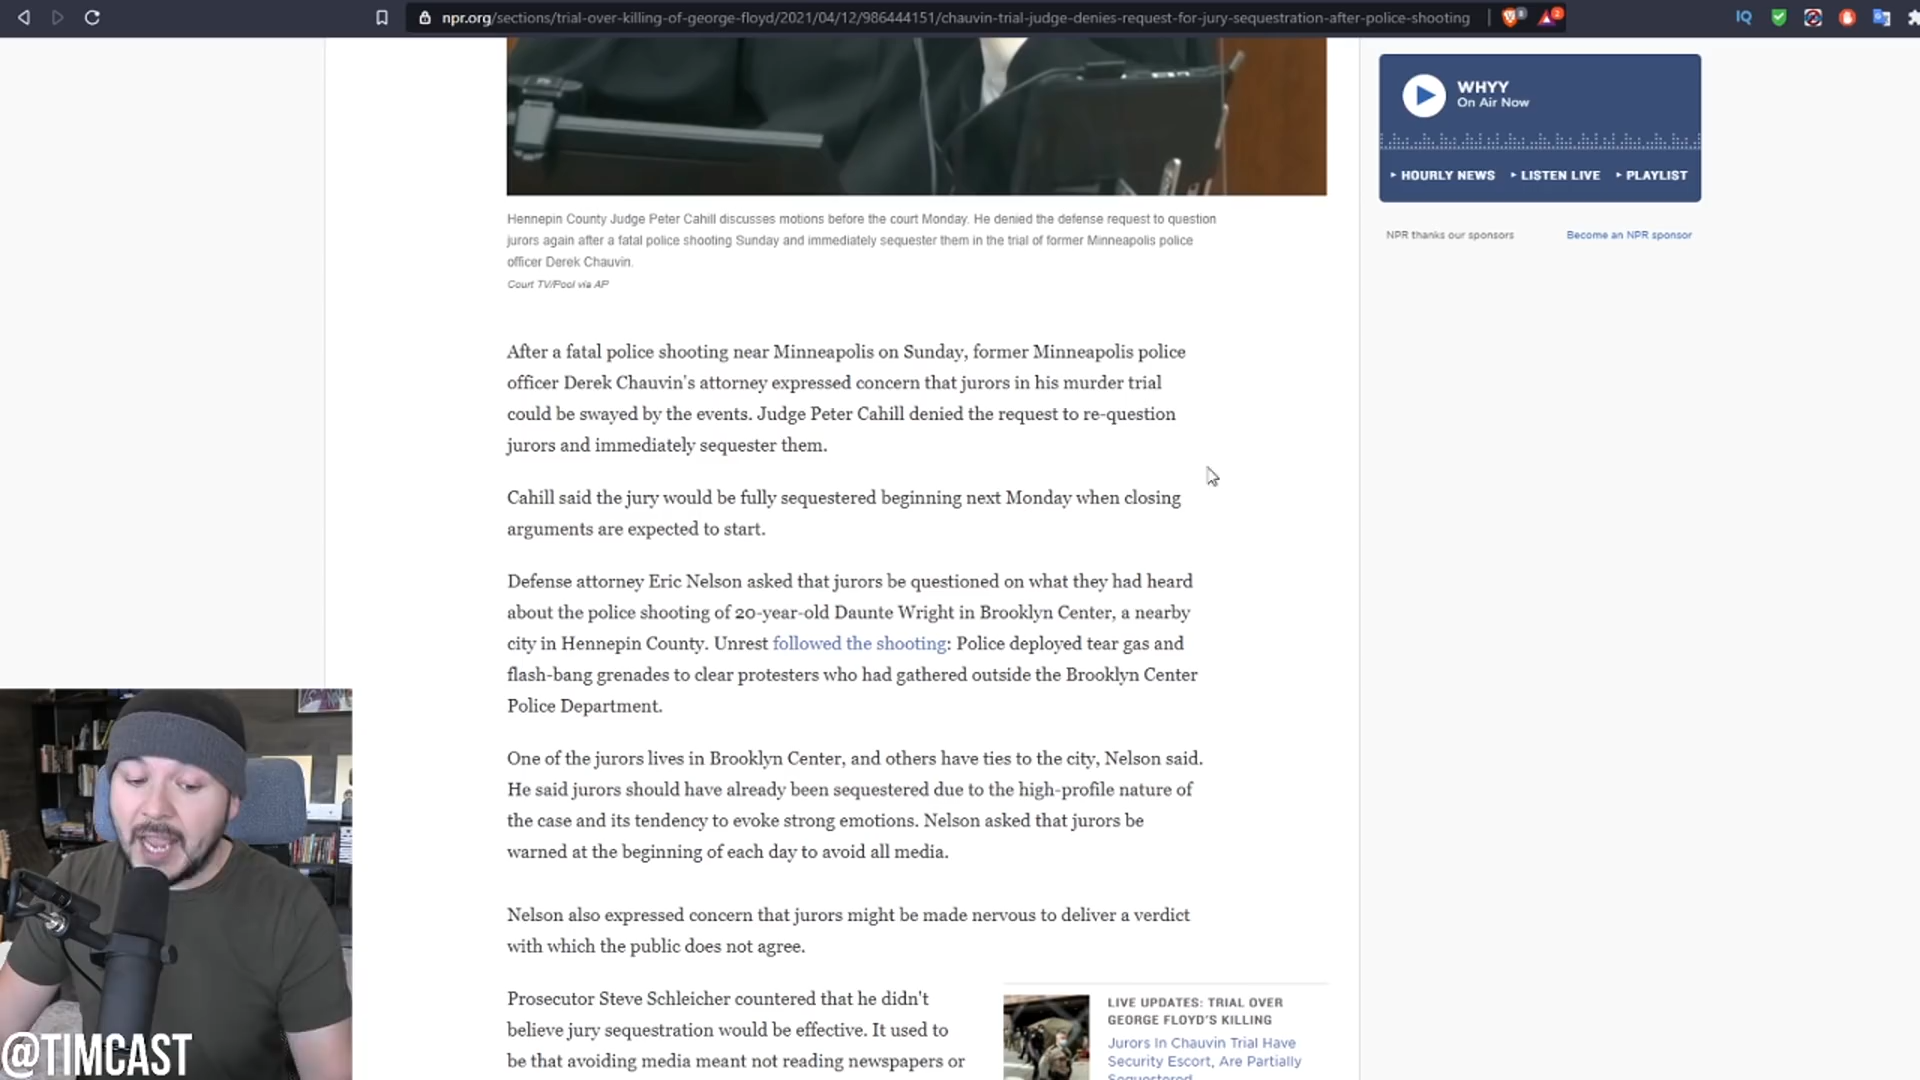 npr.org/sections/trial-over-killing-of-george-floyd/2021/04/12/986444151/chauvin-trial-judge-denies-request-for-jury-sequestration-after-police-shooting
IQ
WHYY
On Air Now
HOURLY NEWS
LISTEN LIVE
PLAYLIST
NPR thanks our sponsors
Become an NPR sponsor
Hennepin County Judge Peter Cahill discusses motions before the court Monday. He denied the defense request to question
jurors again after a fatal police shooting Sunday and immediately sequester them in the trial of former Minneapolis police
officer Derek Chauvin.
Court TV/Pool via AP
After a fatal police shooting near Minneapolis on Sunday, former Minneapolis police
officer Derek Chauvin's attorney expressed concern that jurors in his murder trial
could be swayed by the events. Judge Peter Cahill denied the request to re-question
jurors and immediately sequester them.
Cahill said the jury would be fully sequestered beginning next Monday when closing
arguments are expected to start.
Defense attorney Eric Nelson asked that jurors be questioned on what they had heard
about the police shooting of 20-year-old Daunte Wright in Brooklyn Center, a nearby
city in Hennepin County. Unrest followed the shooting: Police deployed tear gas and
flash-bang grenades to clear protesters who had gathered outside the Brooklyn Center
Police Department.
One of the jurors lives in Brooklyn Center, and others have ties to the city, Nelson said.
He said jurors should have already been sequestered due to the high-profile nature of
the case and its tendency to evoke strong emotions. Nelson asked that jurors be
warned at the beginning of each day to avoid all media.
Nelson also expressed concern that jurors might be made nervous to deliver a verdict
with which the public does not agree.
Prosecutor Steve Schleicher countered that he didn't
believe jury sequestration would be effective. It used to
be that avoiding media meant not reading newspapers or
LIVE UPDATES: TRIAL OVER
GEORGE FLOYD'S KILLING
Jurors In Chauvin Trial Have
Security Escort, Are Partially
Sequestered
@TIMCAST